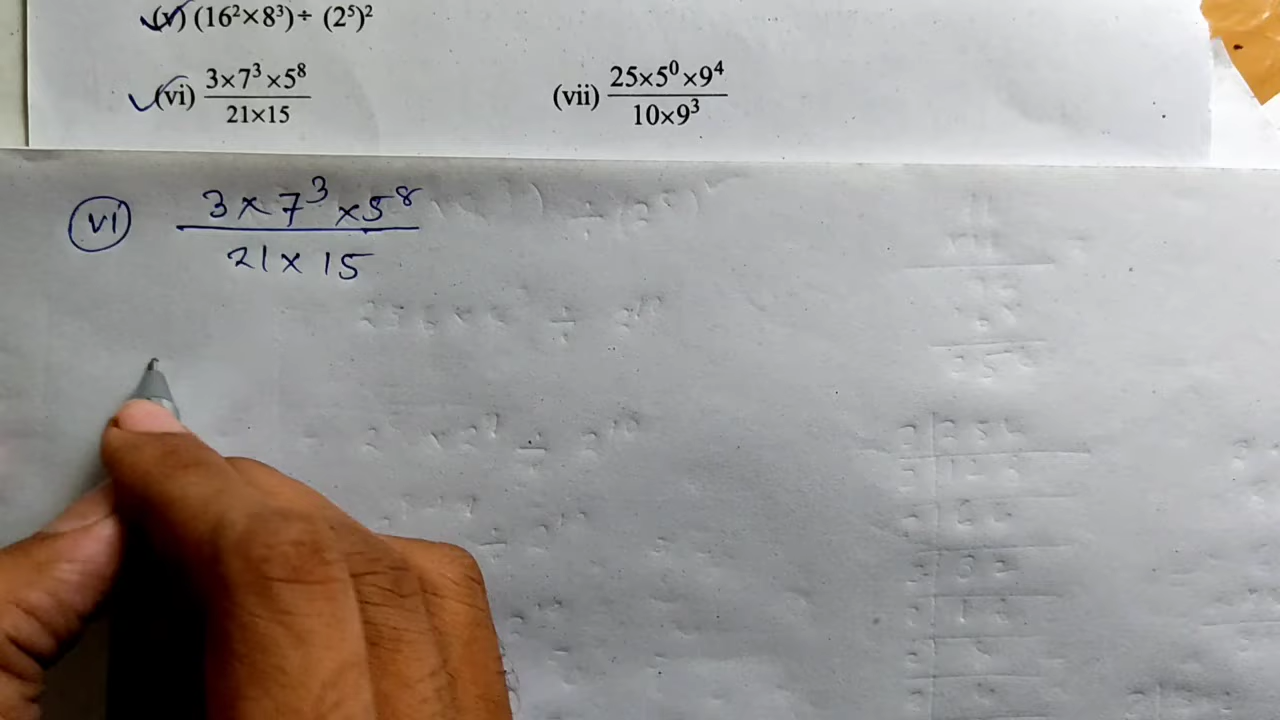 (v) (16²×8³)÷ (2⁵)²
(vi) 3×7³×5⁸ / 21×15
(vii) 25×5⁰×9⁴ / 10×9³
vi 3×7³×5⁸ / 21×15